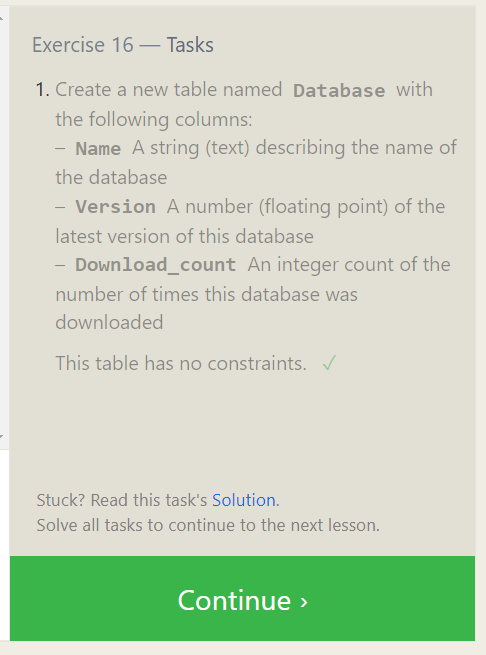 Exercise 16 — Tasks
1. Create a new table named Database with
the following columns:
– Name A string (text) describing the name of
the database
– Version A number (floating point) of the
latest version of this database
– Download_count An integer count of the
number of times this database was
downloaded
This table has no constraints. ✓
Stuck? Read this task's Solution.
Solve all tasks to continue to the next lesson.
Continue ›